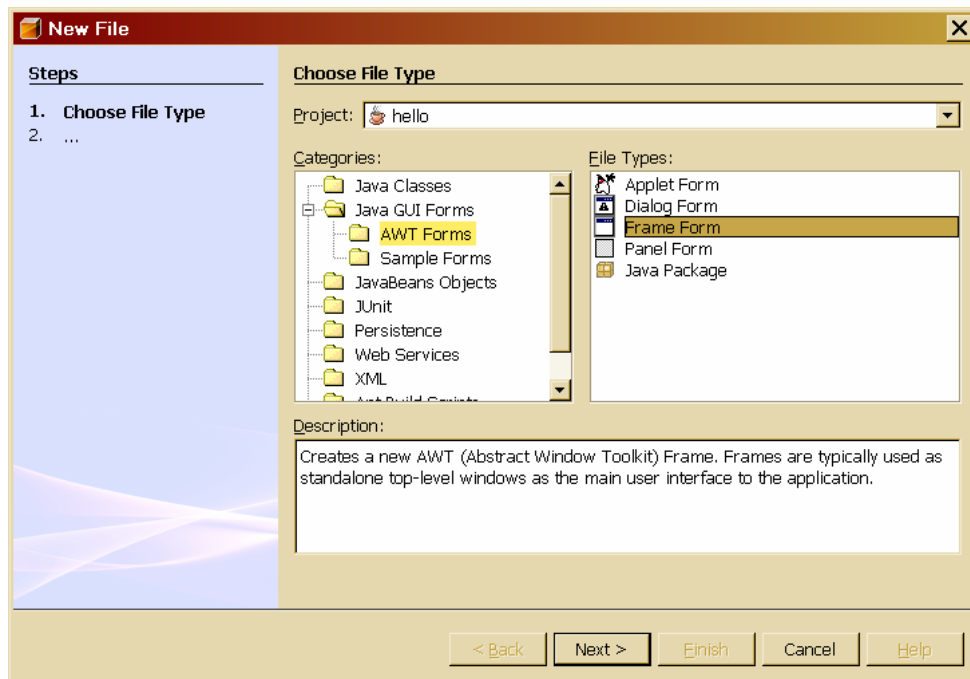 New File
Steps
1. Choose File Type
2. ...
Choose File Type
Project: hello
Categories:
Java Classes
Java GUI Forms
AWT Forms
Sample Forms
JavaBeans Objects
JUnit
Persistence
Web Services
XML
Ant Build Scripts
File Types:
Applet Form
Dialog Form
Frame Form
Panel Form
Java Package
Description:
Creates a new AWT (Abstract Window Toolkit) Frame. Frames are typically used as
standalone top-level windows as the main user interface to the application.
< Back Next > Finish Cancel Help